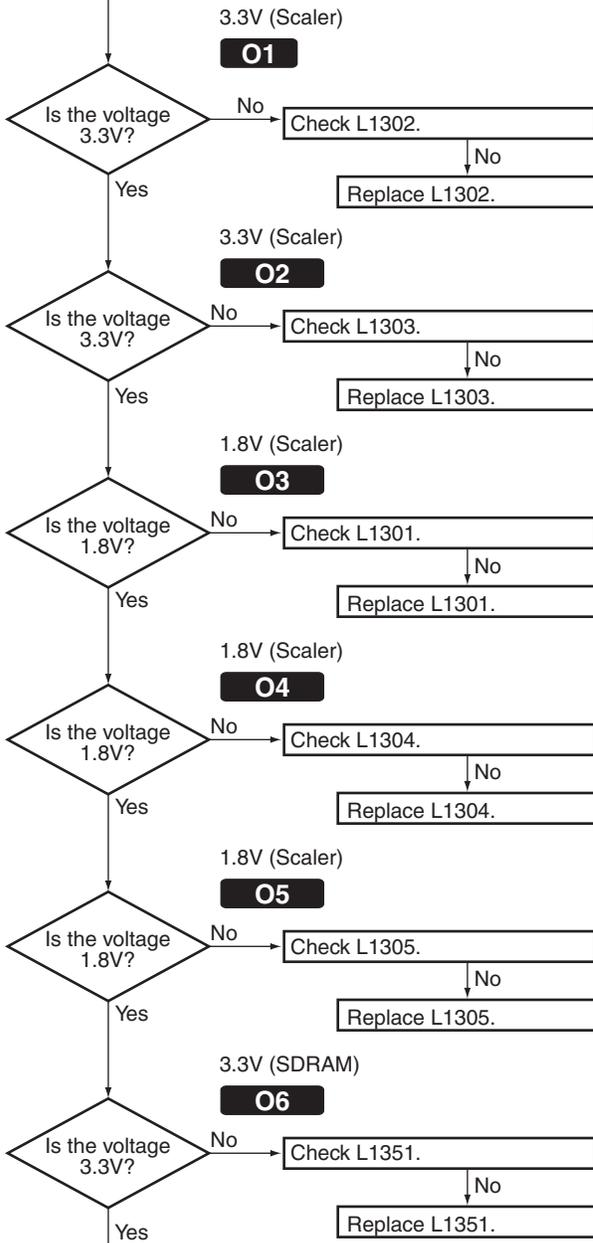 3.3V (Scaler)
O1
Is the voltage
3.3V?
No
Check L1302.
No
Replace L1302.
Yes
3.3V (Scaler)
O2
Is the voltage
3.3V?
No
Check L1303.
No
Replace L1303.
Yes
1.8V (Scaler)
O3
Is the voltage
1.8V?
No
Check L1301.
No
Replace L1301.
Yes
1.8V (Scaler)
O4
Is the voltage
1.8V?
No
Check L1304.
No
Replace L1304.
Yes
1.8V (Scaler)
O5
Is the voltage
1.8V?
No
Check L1305.
No
Replace L1305.
Yes
3.3V (SDRAM)
O6
Is the voltage
3.3V?
No
Check L1351.
No
Replace L1351.
Yes